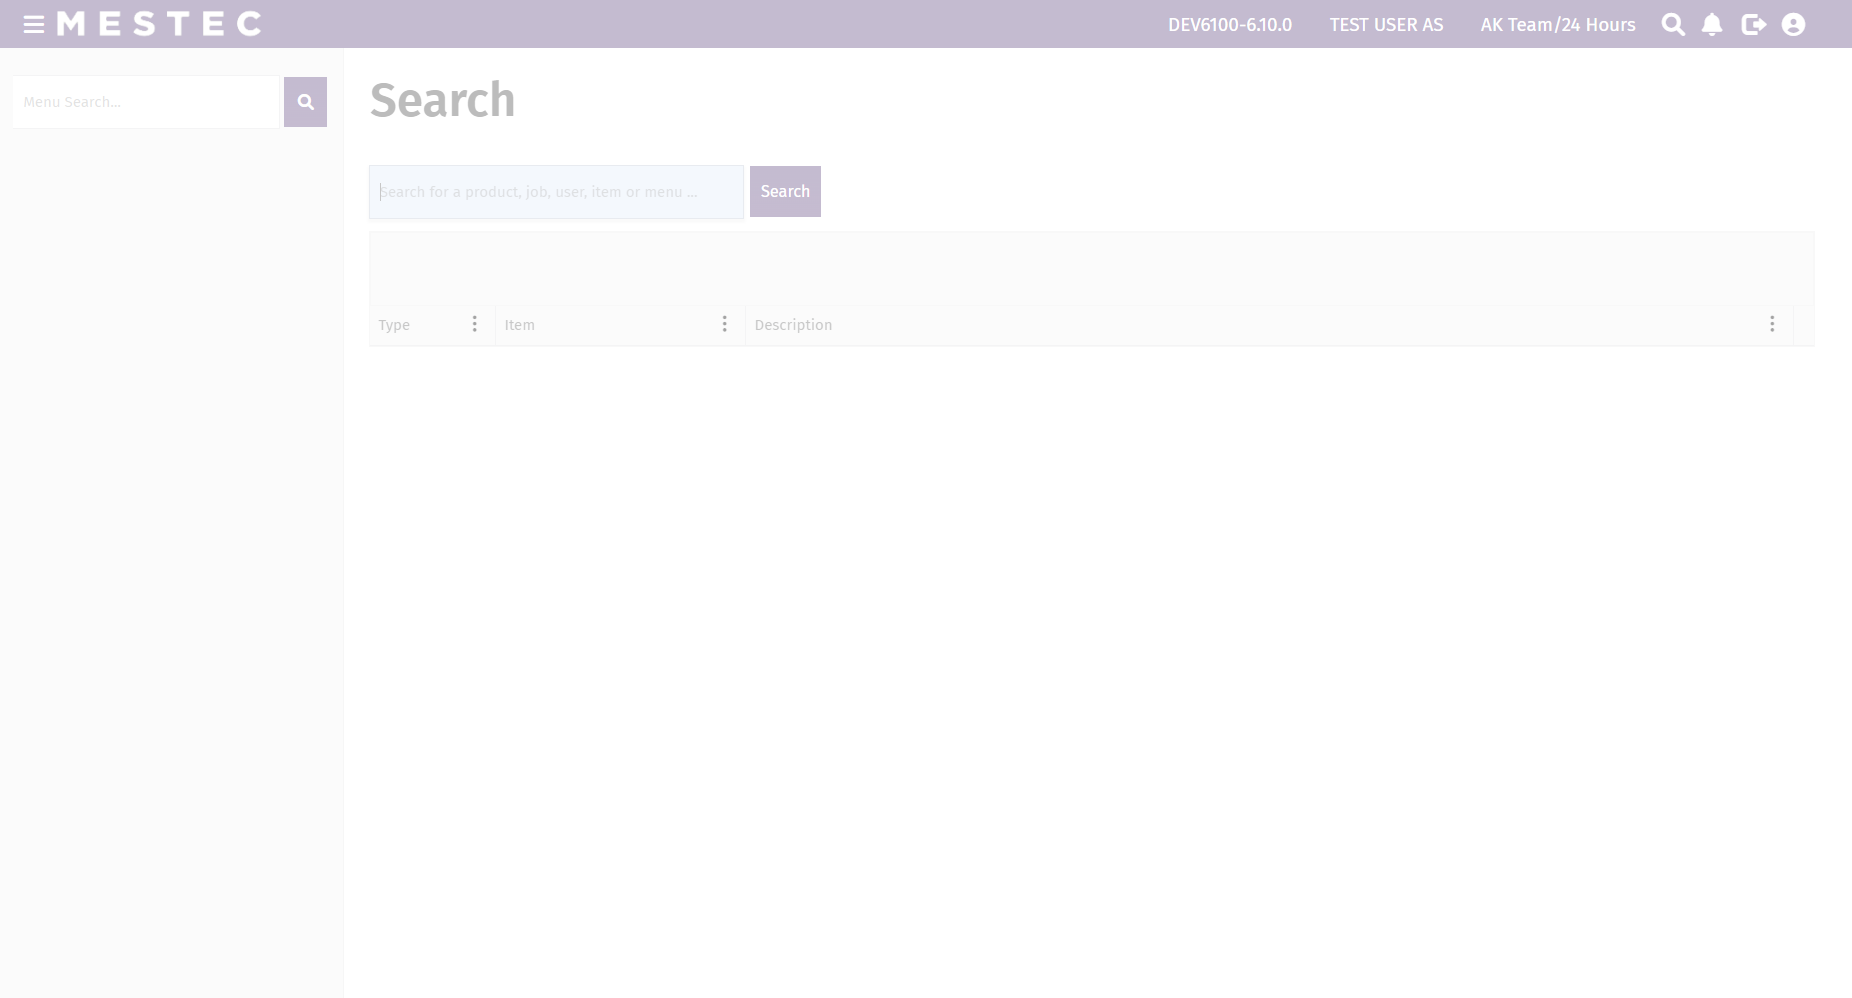 MESTEC
DEV6100-6.10.0 TEST USER AS AK Team/24 Hours
Menu Search...
Search
Search for a product, job, user, item or menu ... Search
Type Item Description